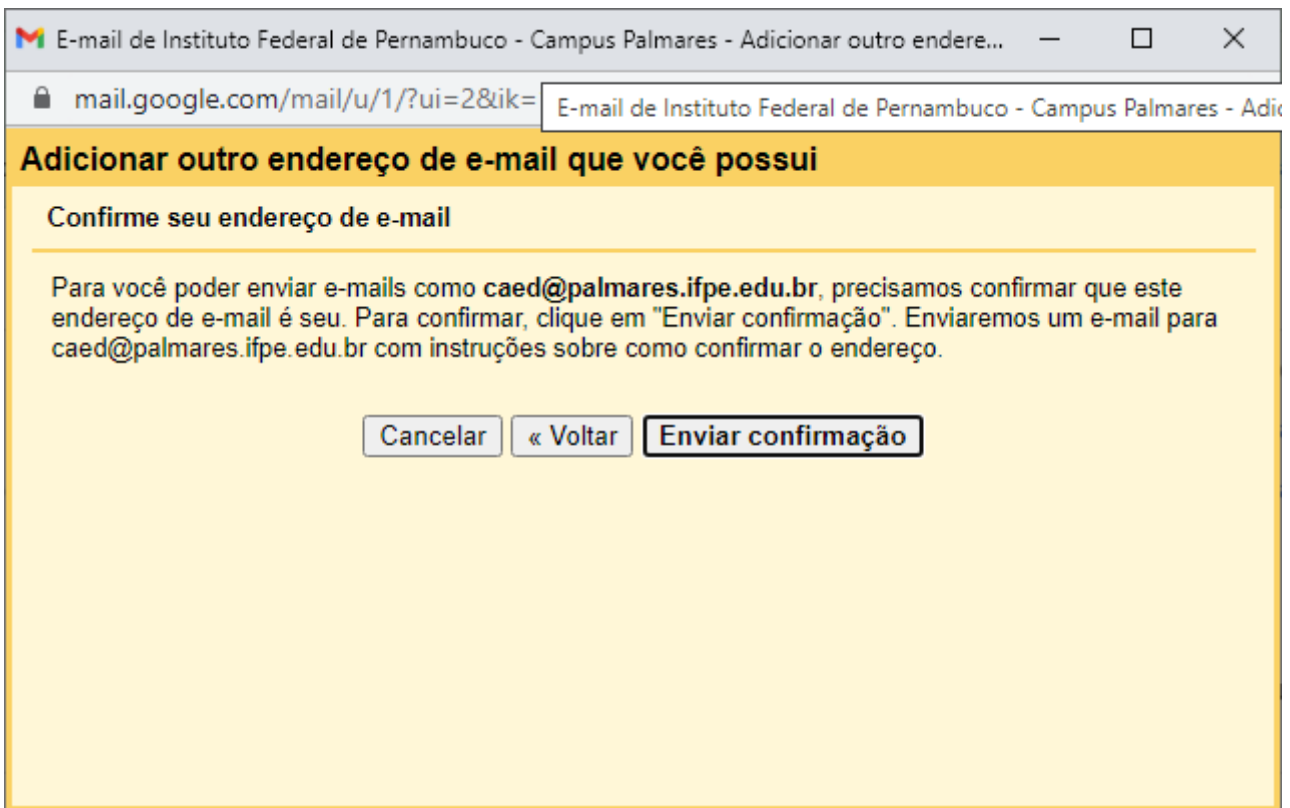 E-mail de Instituto Federal de Pernambuco - Campus Palmares - Adicionar outro endere...
mail.google.com/mail/u/1/?ui=2&ik=
E-mail de Instituto Federal de Pernambuco - Campus Palmares - Adic
Adicionar outro endereço de e-mail que você possui
Confirme seu endereço de e-mail
Para você poder enviar e-mails como caed@palmares.ifpe.edu.br, precisamos confirmar que este
endereço de e-mail é seu. Para confirmar, clique em "Enviar confirmação". Enviaremos um e-mail para
caed@palmares.ifpe.edu.br com instruções sobre como confirmar o endereço.
Cancelar « Voltar Enviar confirmação